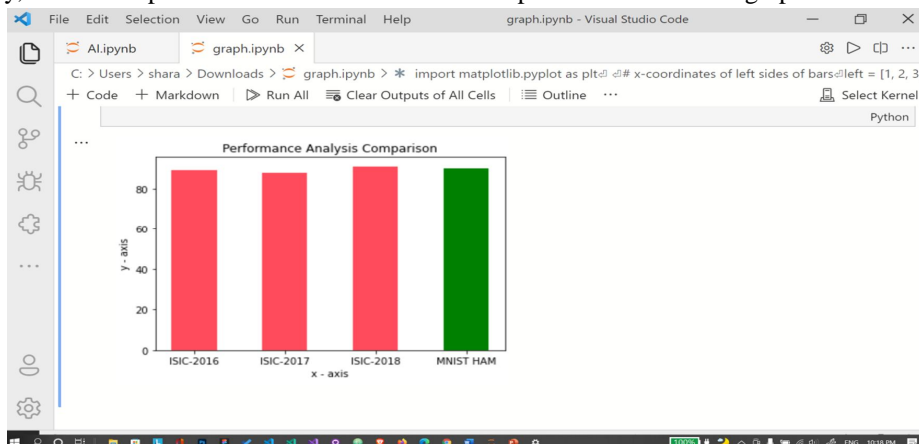 File Edit Selection View Go Run Terminal Help graph.ipynb - Visual Studio Code
AI.ipynb graph.ipynb
C: > Users > shara > Downloads > graph.ipynb > import matplotlib.pyplot as plt⏎ ⏎# x-coordinates of left sides of bars⏎left = [1, 2, 3
+ Code + Markdown Run All Clear Outputs of All Cells Outline ... Select Kernel
Python
...
Performance Analysis Comparison
80
60
40
20
0
y - axis
ISIC-2016 ISIC-2017 ISIC-2018 MNIST HAM
x - axis
100% ENG 10:18 PM